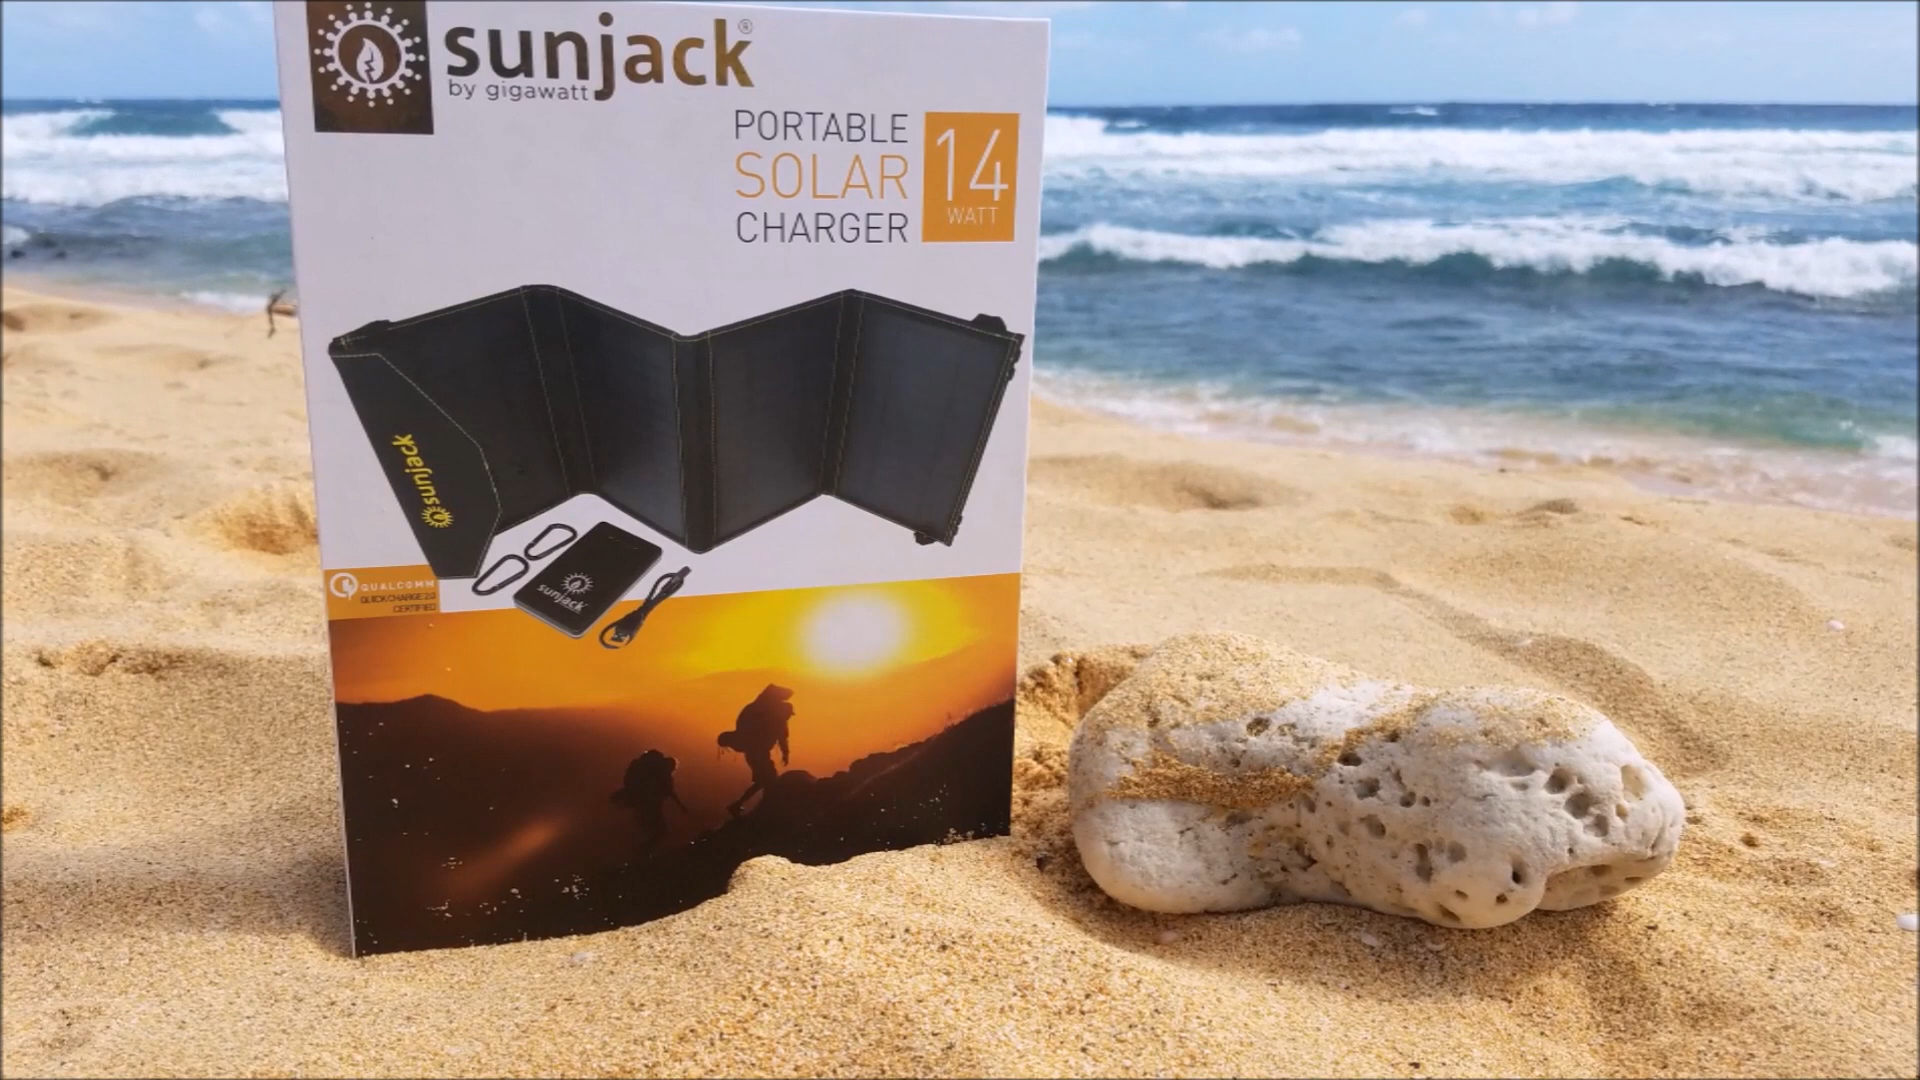 sunjack®
by gigawatt
PORTABLE
SOLAR
CHARGER
14
WATT
sunjack
sunjack
QUALCOMM
QUICK CHARGE 2.0
CERTIFIED